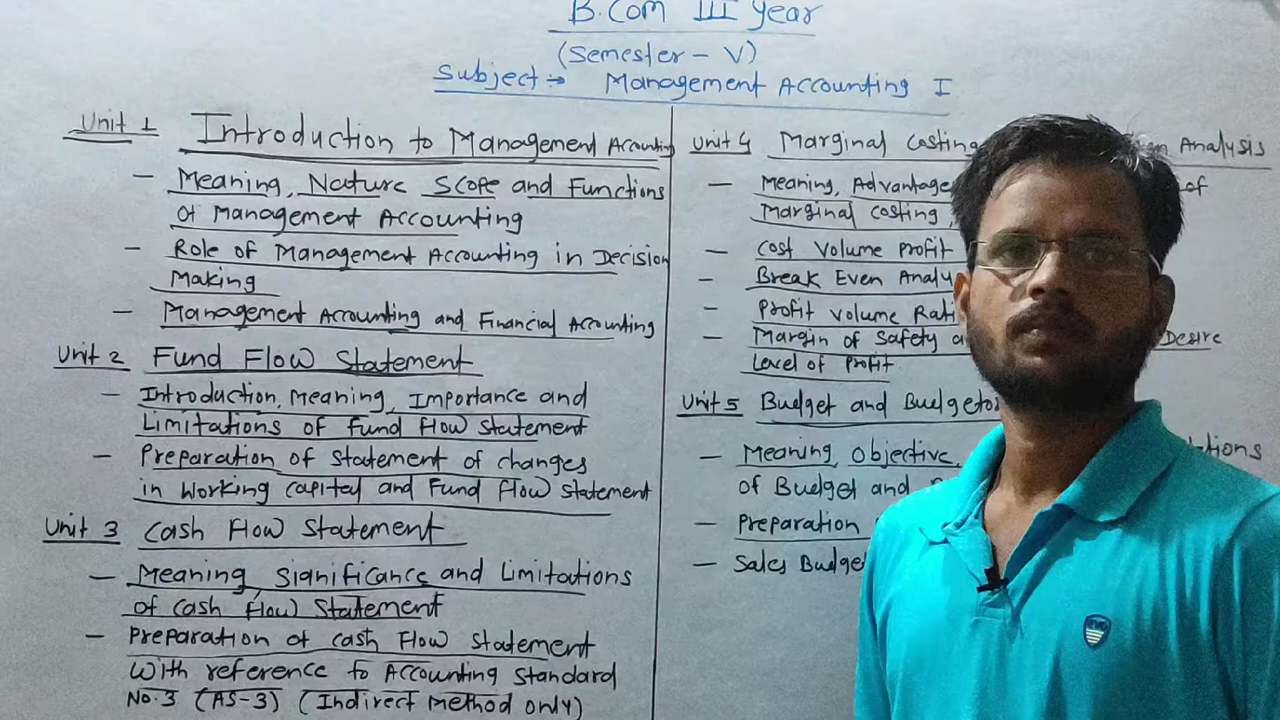 B.Com III Year
(Semester - V)
Subject → Management Accounting I
Unit 1 Introduction to Management Accounting
- Meaning, Nature Scope and Functions
of Management Accounting
- Role of Management Accounting in Decision
Making
- Management Accounting and Financial Accounting
Unit 2 Fund Flow Statement
- Introduction, Meaning, Importance and
Limitations of Fund flow statement
- Preparation of statement of changes
in working capital and Fund flow statement
Unit 3 Cash Flow Statement
- Meaning Significance and Limitations
of cash flow Statement
- Preparation of cash Flow statement
With reference to Accounting Standard
No.3 (AS-3) (Indirect Method only)
Unit 4 Marginal Costing Analysis
- Meaning, Advantage of
Marginal costing,
- Cost Volume Profit
- Break Even
- Profit Volume
- Margin of Safety Desire
Level of Profit
Unit 5 Budget and
- Meaning, Objective,
of Budget and
- Preparation
- Sales
EVO